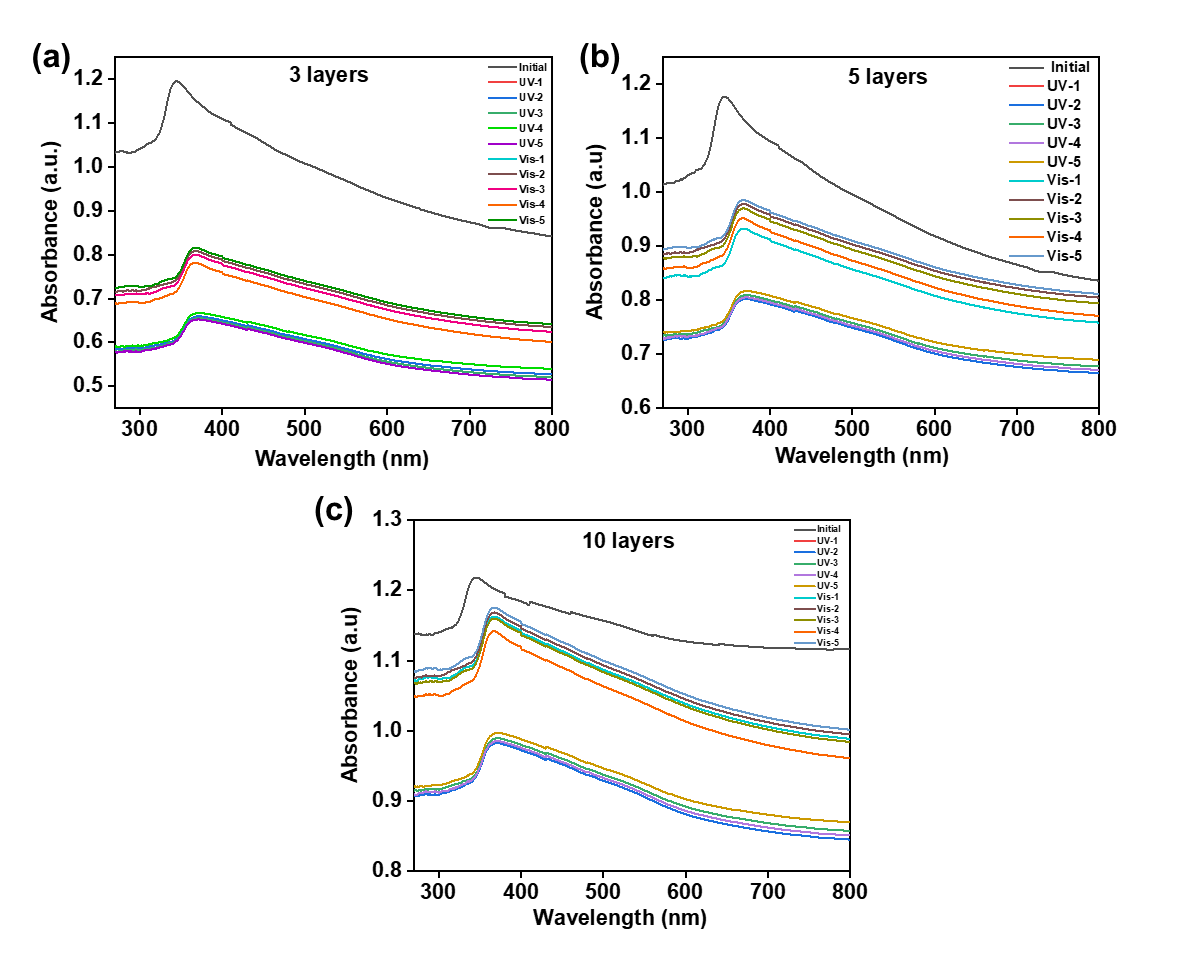 (a)
3 layers
Initial
UV-1
UV-2
UV-3
UV-4
UV-5
Vis-1
Vis-2
Vis-3
Vis-4
Vis-5
1.2
1.1
1.0
0.9
0.8
0.7
0.6
0.5
Absorbance (a.u.)
300 400 500 600 700 800
Wavelength (nm)
(b)
5 layers
Initial
UV-1
UV-2
UV-3
UV-4
UV-5
Vis-1
Vis-2
Vis-3
Vis-4
Vis-5
1.2
1.1
1.0
0.9
0.8
0.7
0.6
Absorbance (a.u)
300 400 500 600 700 800
Wavelength (nm)
(c)
10 layers
Initial
UV-1
UV-2
UV-3
UV-4
UV-5
Vis-1
Vis-2
Vis-3
Vis-4
Vis-5
1.3
1.2
1.1
1.0
0.9
0.8
Absorbance (a.u)
300 400 500 600 700 800
Wavelength (nm)